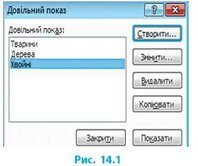 Довільний показ
Довільний показ:
Тварини
Дерева
Хвойні
Створити...
Змінити...
Видалити
Копіювати
Закрити
Показати
Рис. 14.1